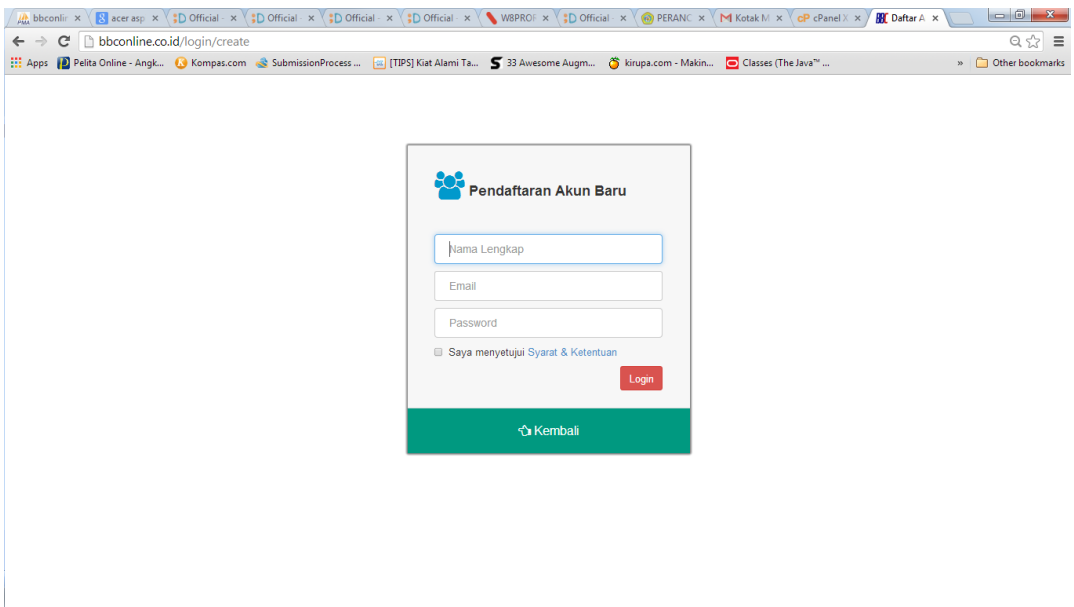 bbconlin acer asp D Official - D Official - D Official - D Official - W8PROF D Official - PERANC Kotak M cPanel X Daftar A
bbconline.co.id/login/create
Apps Pelita Online - Angk... Kompas.com SubmissionProcess ... [TIPS] Kiat Alami Ta... 33 Awesome Augm... kirupa.com - Makin... Classes (The Java™ ... » Other bookmarks
Pendaftaran Akun Baru
Nama Lengkap
Email
Password
Saya menyetujui Syarat & Ketentuan
Login
Kembali